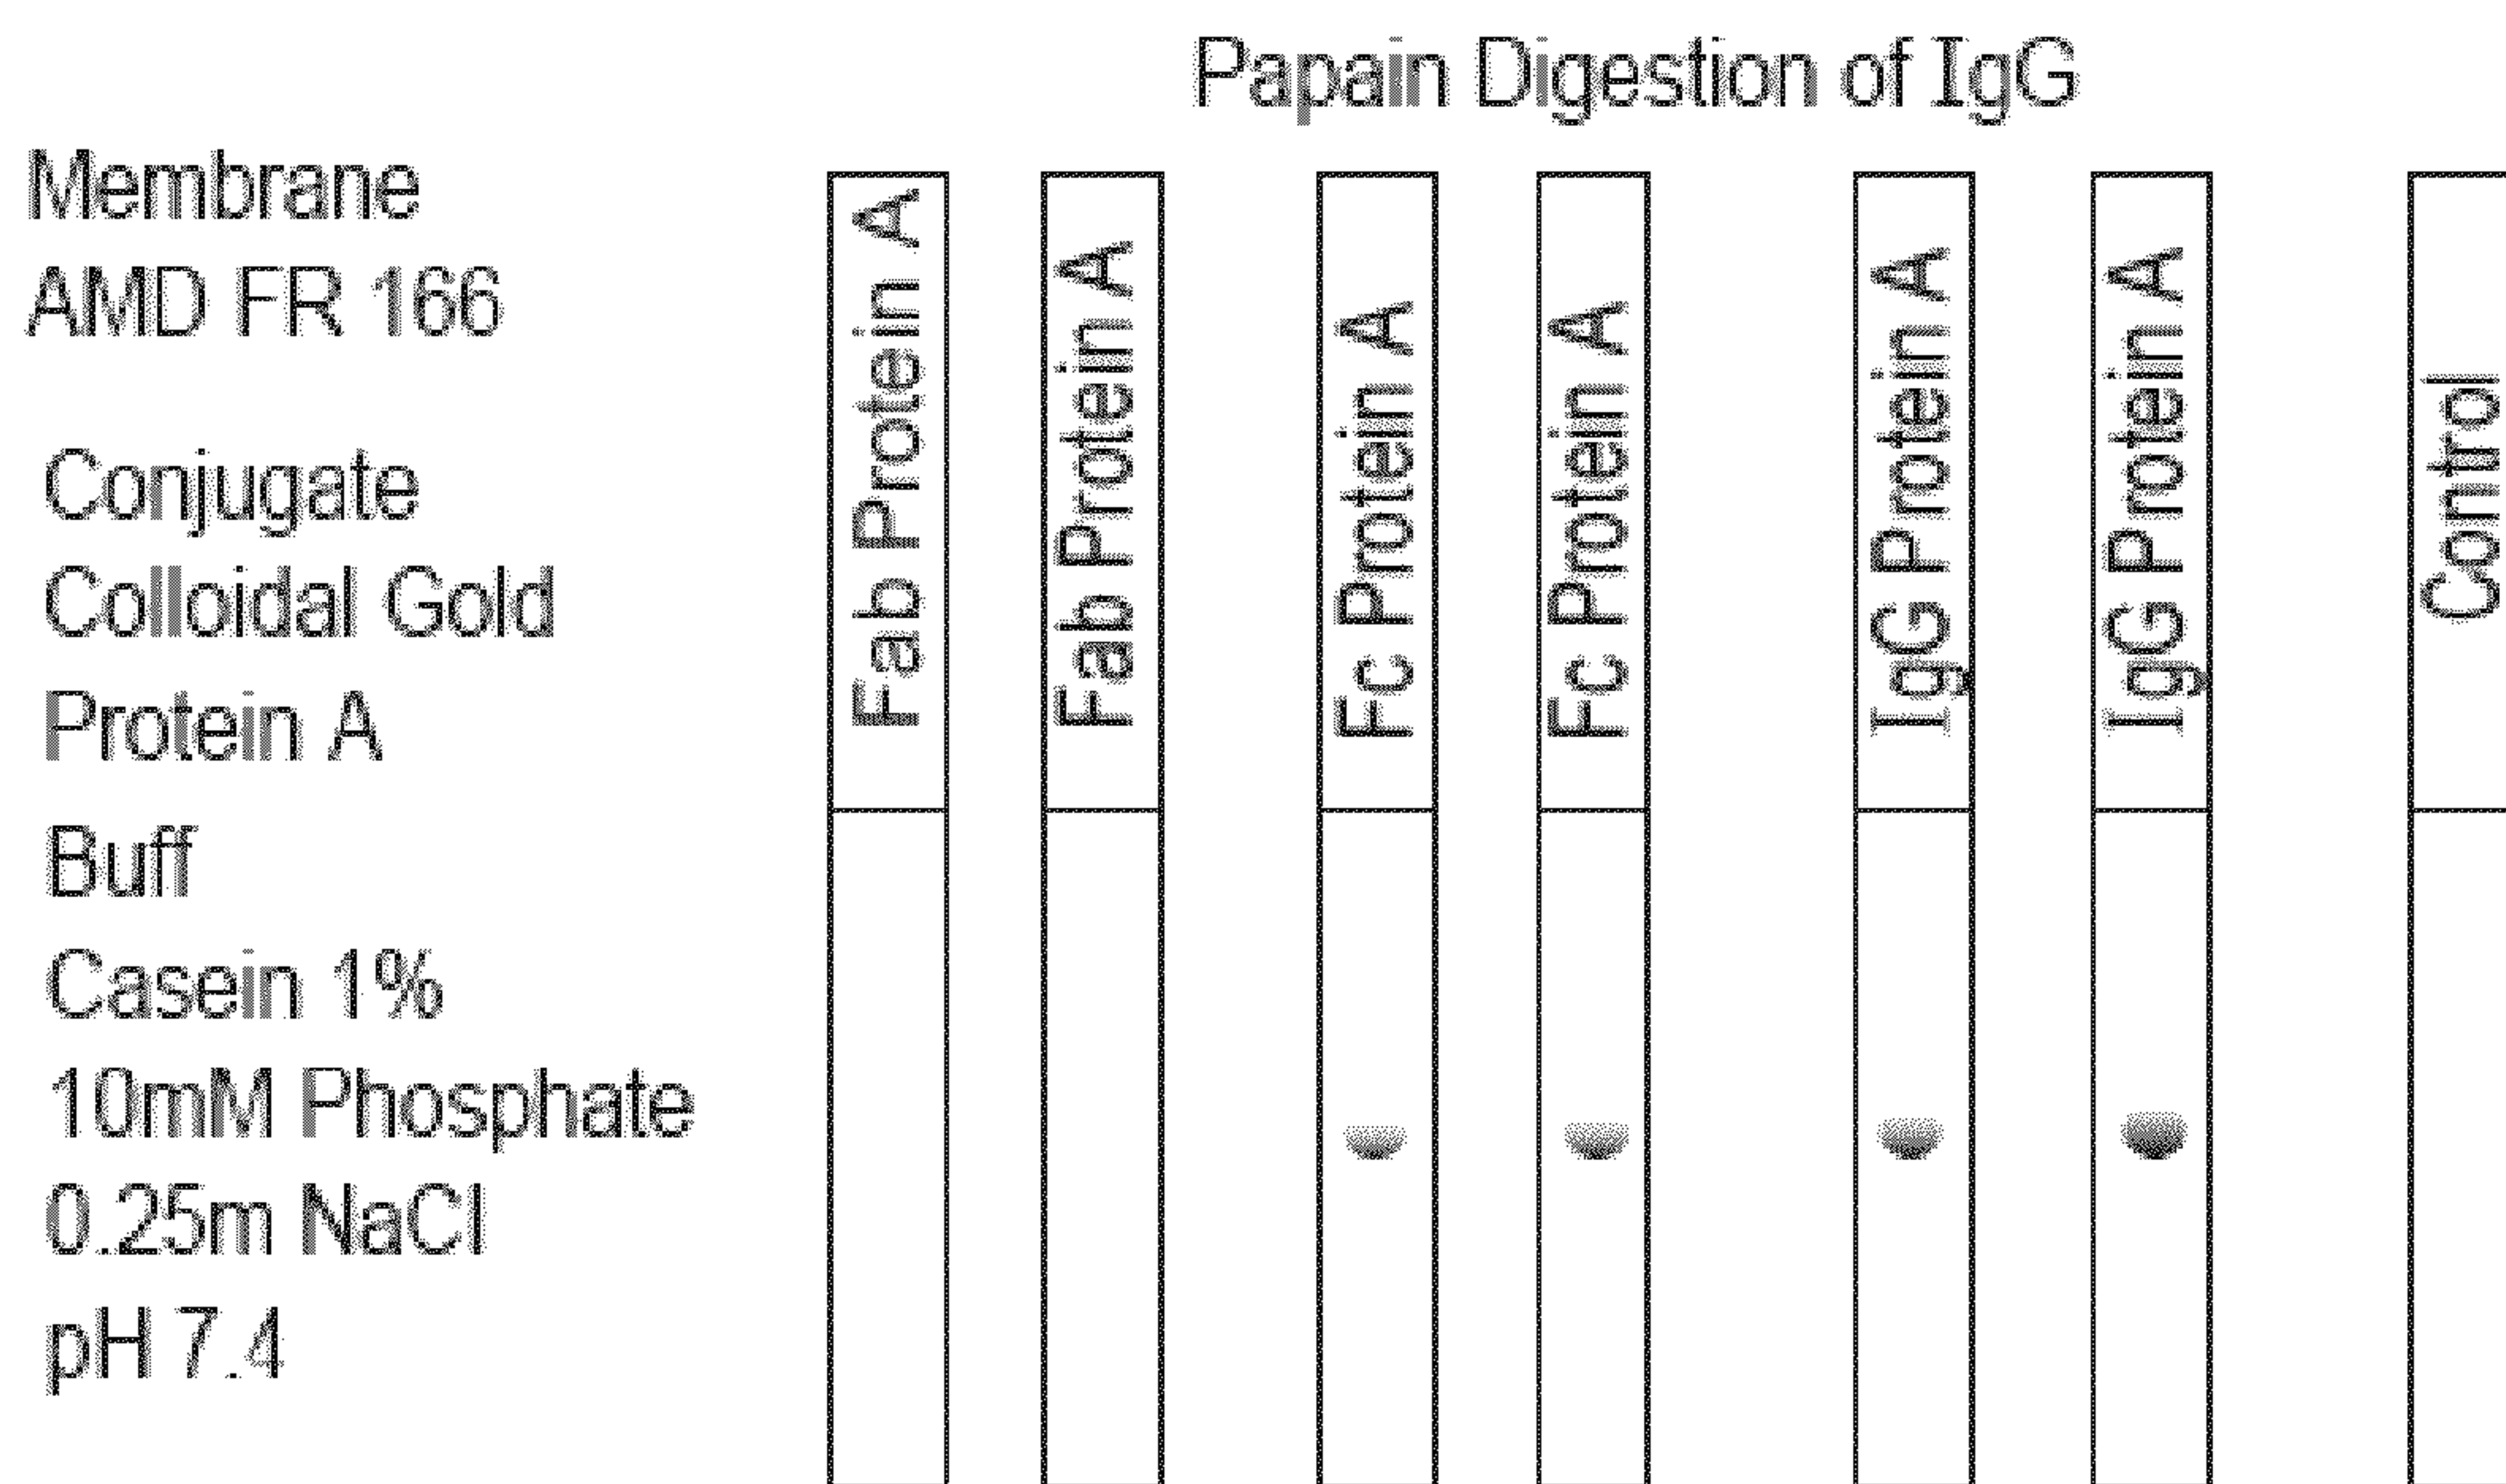 Papain Digestion of IgG
Membrane
AMD FR 166
Conjugate
Colloidal Gold
Protein A
Buff
Casein 1%
10mM Phosphate
0.25m NaCl
pH 7.4
Fab Protein A
Fab Protein A
Fc Protein A
Fc Protein A
IgG Protein A
IgG Protein A
Control